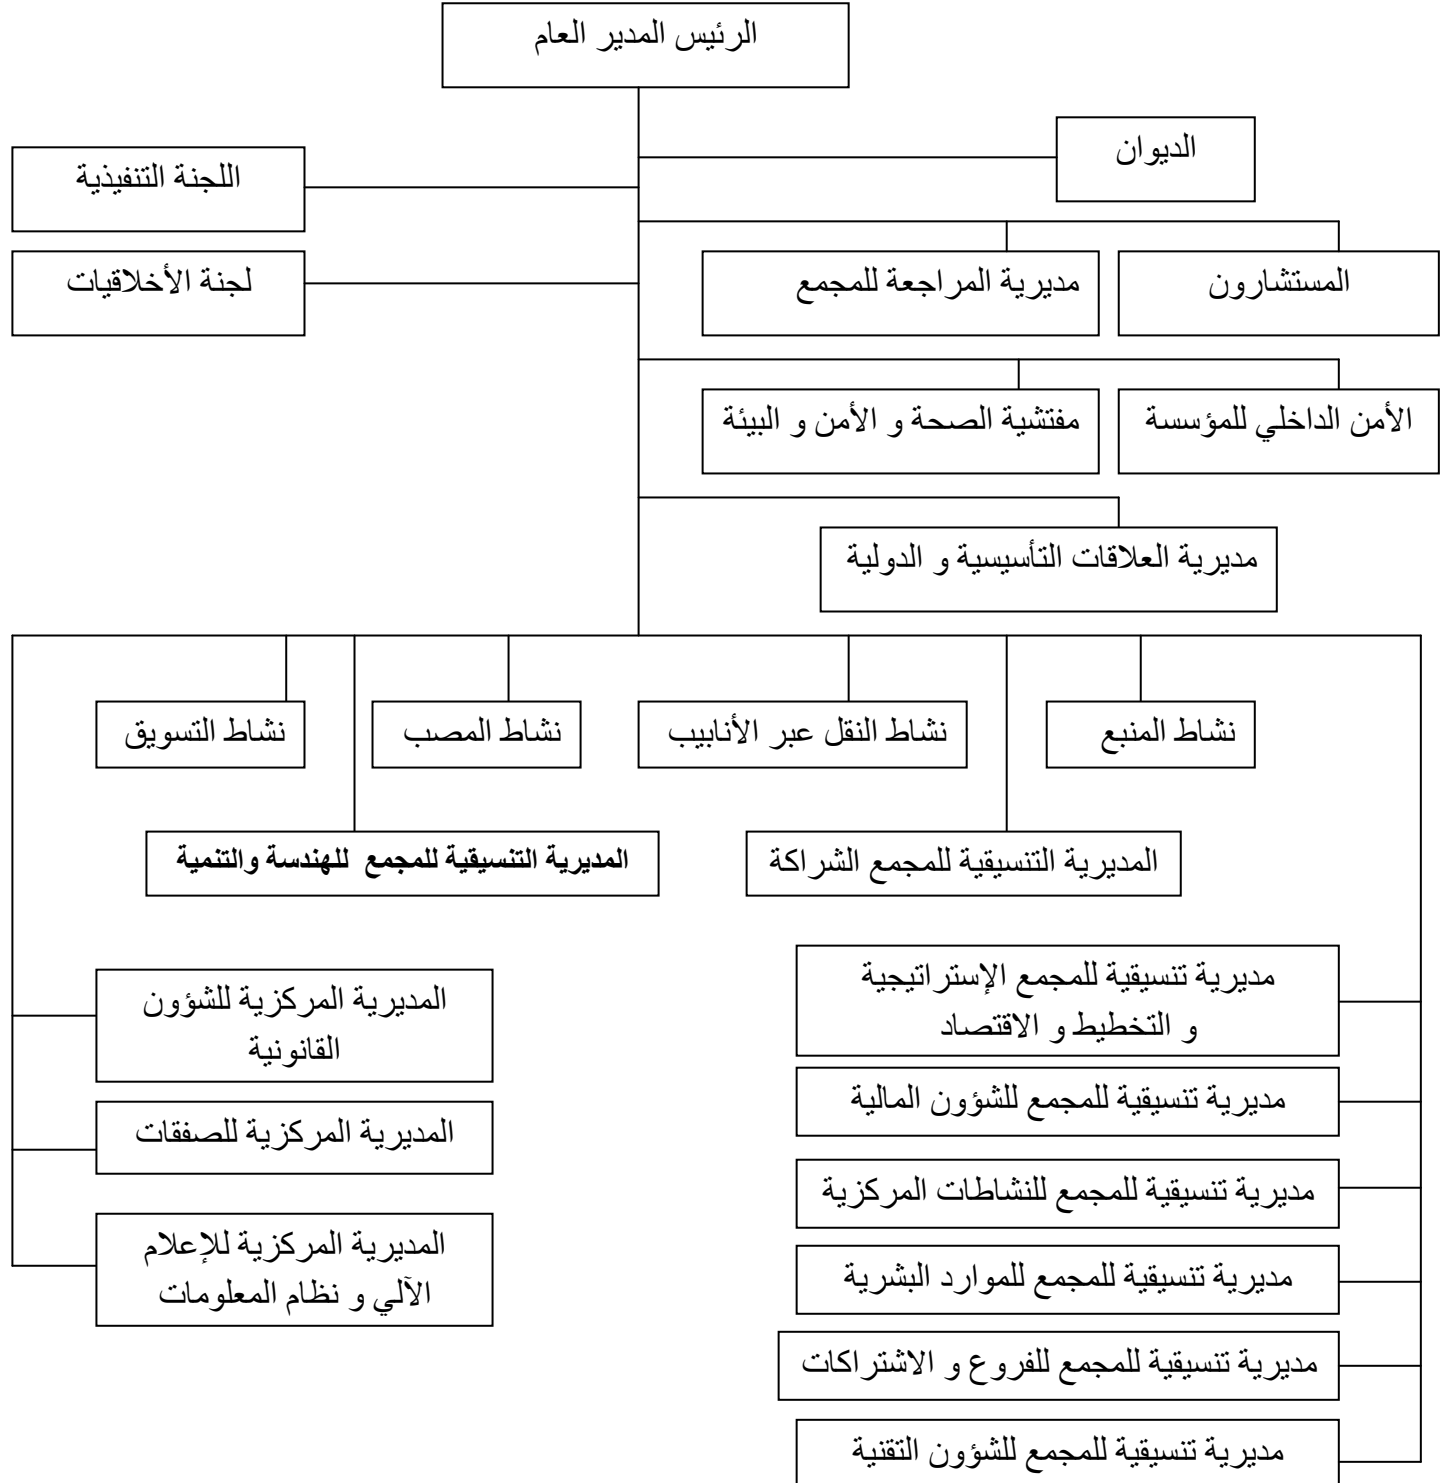 الرئيس المدير العام
الديوان
اللجنة التنفيذية
المستشارون
مديرية المراجعة للمجمع
لجنة الأخلاقيات
الأمن الداخلي للمؤسسة
مفتشية الصحة و الأمن و البيئة
مديرية العلاقات التأسيسية و الدولية
نشاط المنبع
نشاط النقل عبر الأنابيب
نشاط المصب
نشاط التسويق
المديرية التنسيقية للمجمع الشراكة
المديرية التنسيقية للمجمع للهندسة والتنمية
مديرية تنسيقية للمجمع الإستراتيجية
و التخطيط و الاقتصاد
مديرية تنسيقية للمجمع للشؤون المالية
مديرية تنسيقية للمجمع للنشاطات المركزية
مديرية تنسيقية للمجمع للموارد البشرية
مديرية تنسيقية للمجمع للفروع و الاشتراكات
مديرية تنسيقية للمجمع للشؤون التقنية
المديرية المركزية للشؤون
القانونية
المديرية المركزية للصفقات
المديرية المركزية للإعلام
الآلي و نظام المعلومات